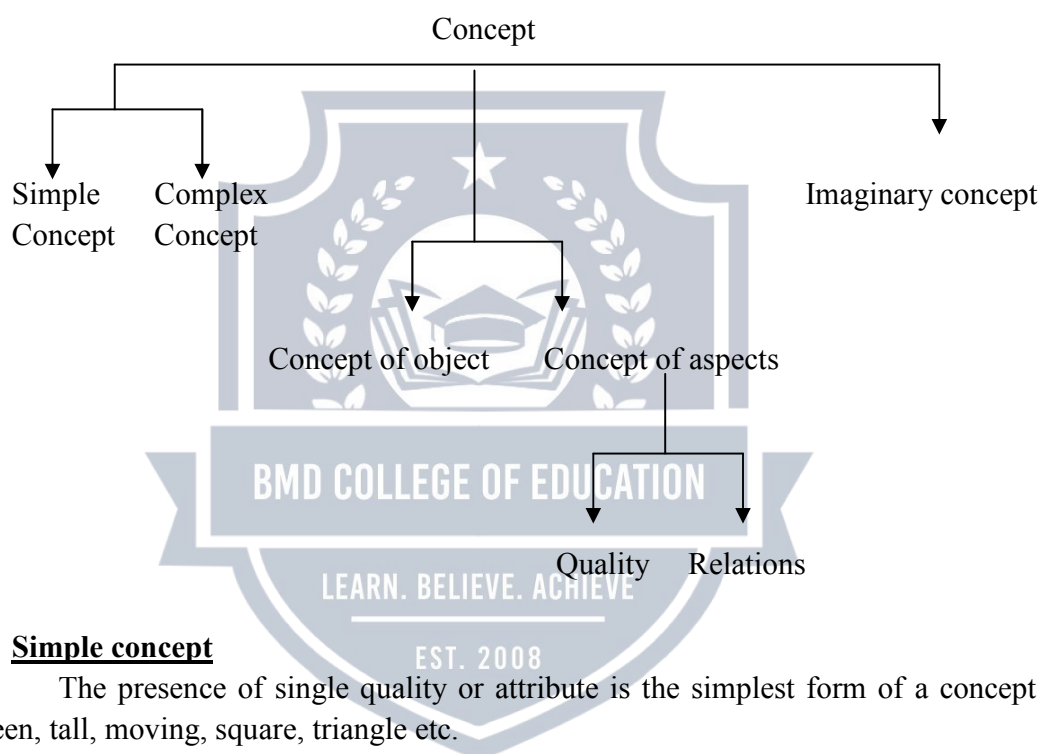 Concept
Simple Complex Imaginary concept
Concept Concept
Concept of object Concept of aspects
BMD COLLEGE OF EDUCATION
Quality Relations
LEARN. BELIEVE. ACHIEVE
Simple concept
EST. 2008
The presence of single quality or attribute is the simplest form of a concept
tall, moving, square, triangle etc.